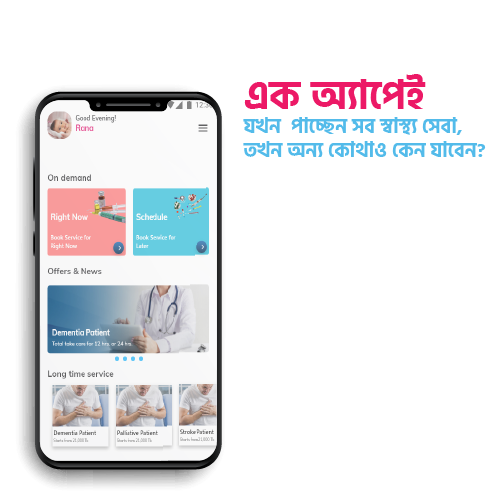 এক অ্যাপেই
যখন পাচ্ছেন সব স্বাস্থ্য সেবা,
তখন অন্য কোথাও কেন যাবেন?
12:3
Good Evening!
Rana
On demand
Right Now
Book Service for
Right Now
Schedule
Book Service for
Later
Offers & News
Dementia Patient
Total take care for 12 hrs or 24 hrs
Long time service
Dementia Patient
Starts from 21,000 Tk
Palliative Patient
Starts from 21,000 Tk
Stroke Patient
Starts from 21,000 Tk